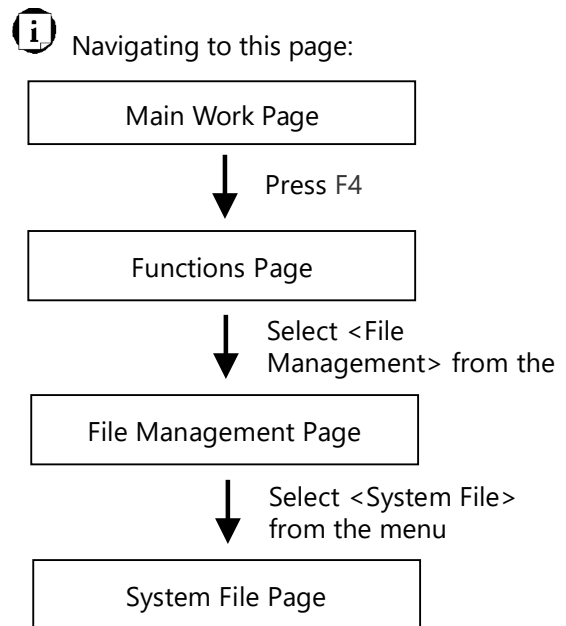 i
Navigating to this page:
Main Work Page
Press F4
Functions Page
Select <File
Management> from the
File Management Page
Select <System File>
from the menu
System File Page